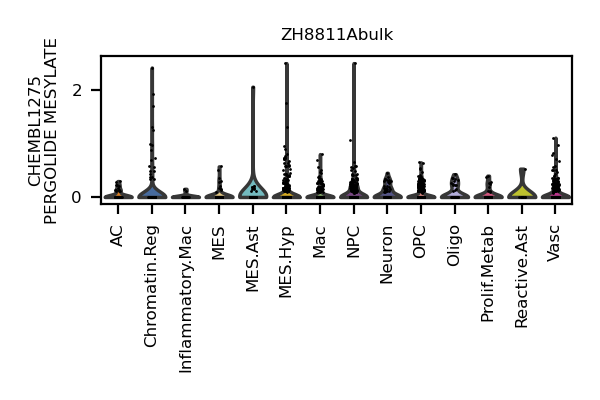 ZH8811Abulk
CHEMBL1275
PERGOLIDE MESYLATE
2
0
AC
Chromatin.Reg
Inflammatory.Mac
MES
MES.Ast
MES.Hyp
Mac
NPC
Neuron
OPC
Oligo
Prolif.Metab
Reactive.Ast
Vasc